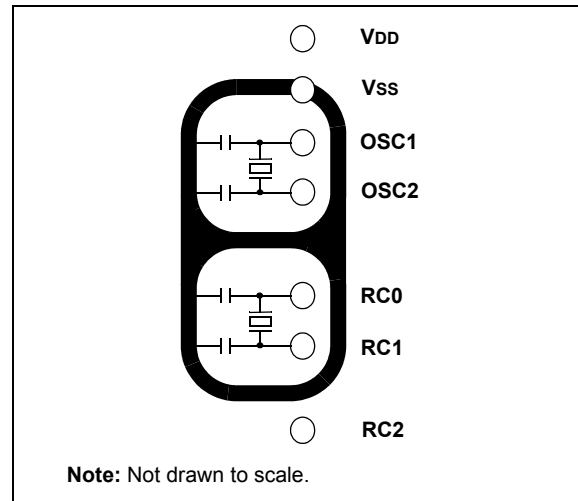 VDD
VSS
OSC1
OSC2
RC0
RC1
RC2
Note: Not drawn to scale.